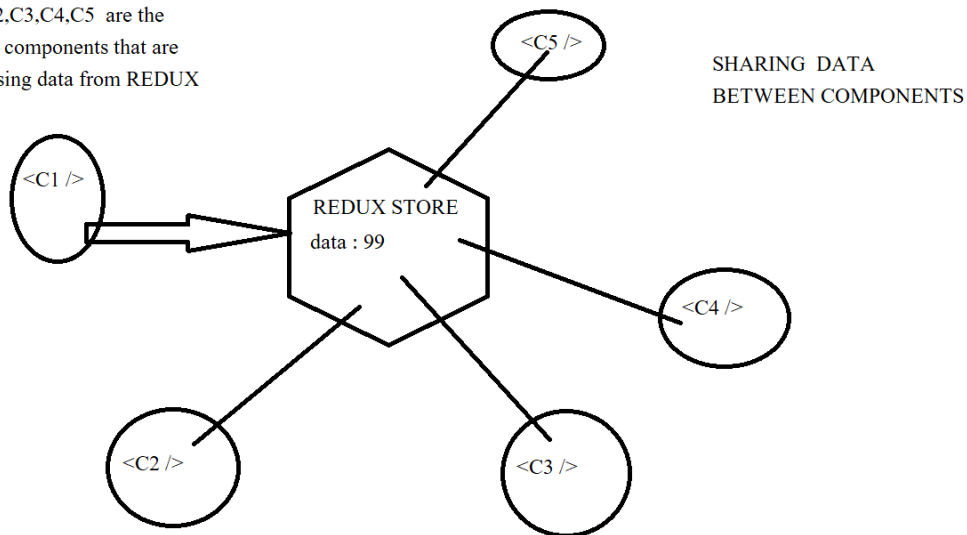 2,C3,C4,C5 are the
components that are
sing data from REDUX
<C5 />
SHARING DATA
BETWEEN COMPONENTS
<C1 />
REDUX STORE
data : 99
<C4 />
<C2 />
<C3 />